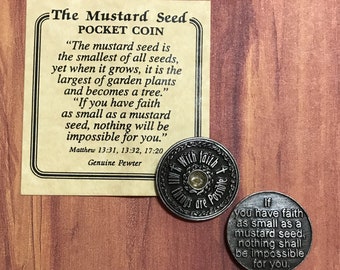 The Mustard Seed
POCKET COIN
“The mustard seed is
the smallest of all seeds,
yet when it grows, it is the
largest of garden plants
and becomes a tree.”
“If you have faith
as small as a mustard
seed, nothing will be
impossible for you.”
Matthew 13:31, 13:32, 17:20
Genuine Pewter
With Faith
All Things are Possible
If
you have faith
as small as a
mustard seed,
nothing shall
be impossible
for you.